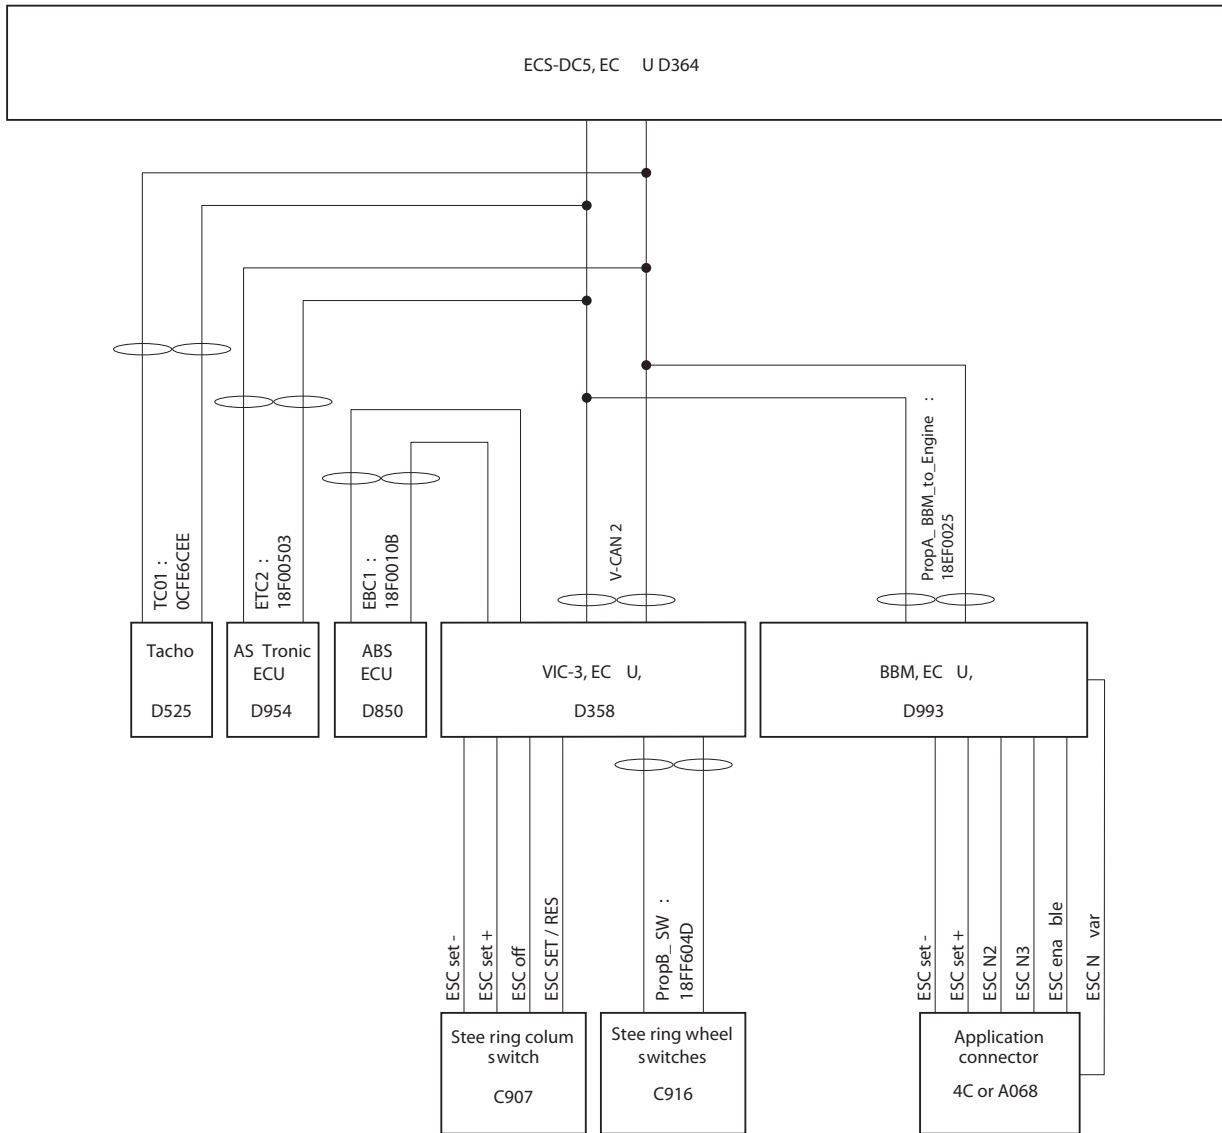 ECS-DC5, EC U D364
TC01 :
0CFE6CEE
ETC2 :
18F00503
EBC1 :
18F0010B
V-CAN 2
PropA_ BBM_to_Engine :
18EF0025
Tacho
D525
AS Tronic
ECU
D954
ABS
ECU
D850
VIC-3, EC U,
D358
BBM, EC U,
D993
ESC set -
ESC set +
ESC off
ESC SET / RES
PropB_ SW :
18FF604D
ESC set -
ESC set +
ESC N2
ESC N3
ESC ena ble
ESC N var
Stee ring colum
switch
C907
Stee ring wheel
switches
C916
Application
connector
4C or A068